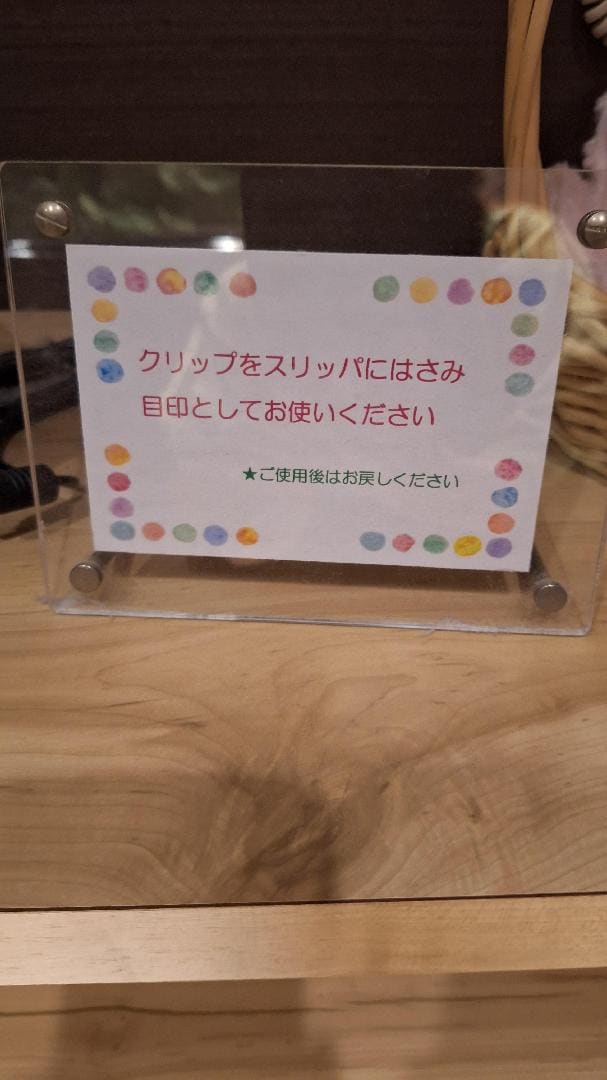 クリップをスリッパにはさみ
目印としてお使いください
★ご使用後はお戻しください